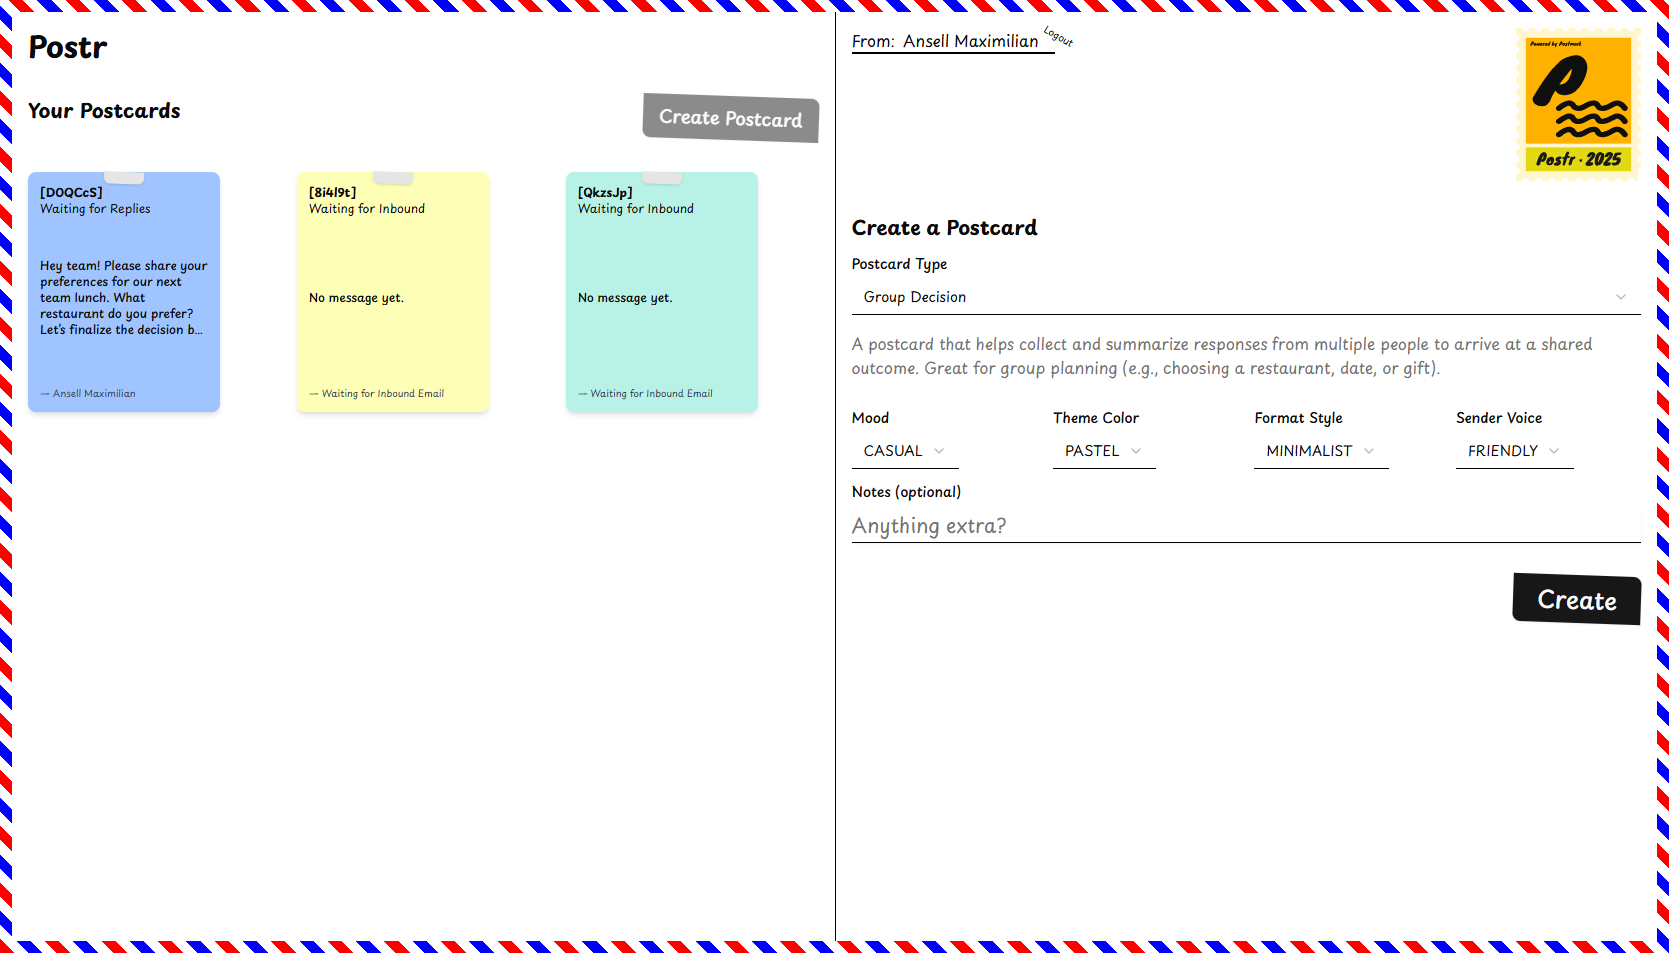 Postr
Your Postcards
Create Postcard
[D0QCcS]
Waiting for Replies
Hey team! Please share your
preferences for our next
team lunch. What
restaurant do you prefer?
Let's finalize the decision b...
— Ansell Maximilian
[8i4l9t]
Waiting for Inbound
No message yet.
— Waiting for Inbound Email
[QkzsJp]
Waiting for Inbound
No message yet.
— Waiting for Inbound Email
From: Ansell Maximilian
Logout
Powered by Postmark
P
Postr · 2025
Create a Postcard
Postcard Type
Group Decision
A postcard that helps collect and summarize responses from multiple people to arrive at a shared
outcome. Great for group planning (e.g., choosing a restaurant, date, or gift).
Mood
CASUAL
Theme Color
PASTEL
Format Style
MINIMALIST
Sender Voice
FRIENDLY
Notes (optional)
Anything extra?
Create